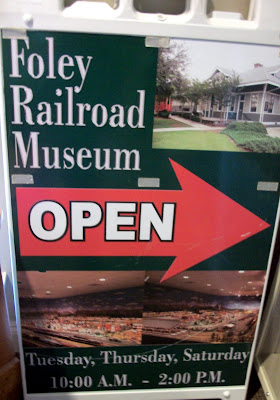 Foley
Railroad
Museum
OPEN
Tuesday, Thursday, Saturday
10:00 A.M. - 2:00 P.M.